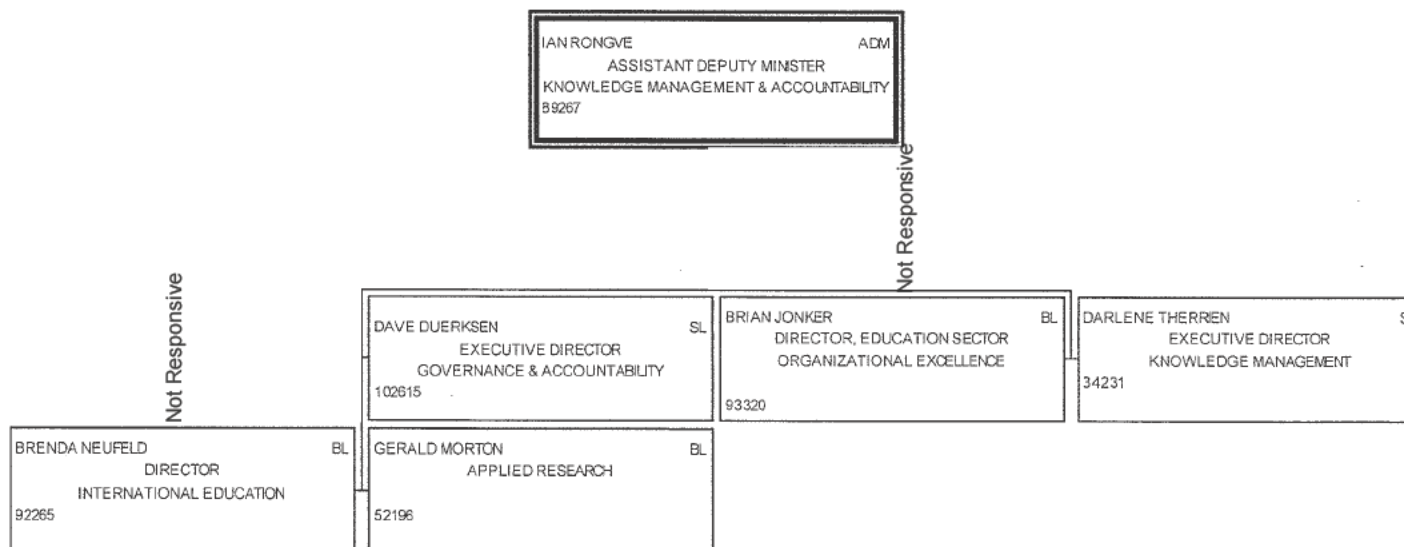 IAN RONGVE ADM
ASSISTANT DEPUTY MINISTER
KNOWLEDGE MANAGEMENT & ACCOUNTABILITY
89267
Not Responsive
Not Responsive
DAVE DUERKSEN SL
EXECUTIVE DIRECTOR
GOVERNANCE & ACCOUNTABILITY
102615
BRIAN JONKER BL
DIRECTOR, EDUCATION SECTOR
ORGANIZATIONAL EXCELLENCE
93320
DARLENE THERRIEN S
EXECUTIVE DIRECTOR
KNOWLEDGE MANAGEMENT
34231
BRENDA NEUFELD BL
DIRECTOR
INTERNATIONAL EDUCATION
92265
GERALD MORTON BL
APPLIED RESEARCH
52196